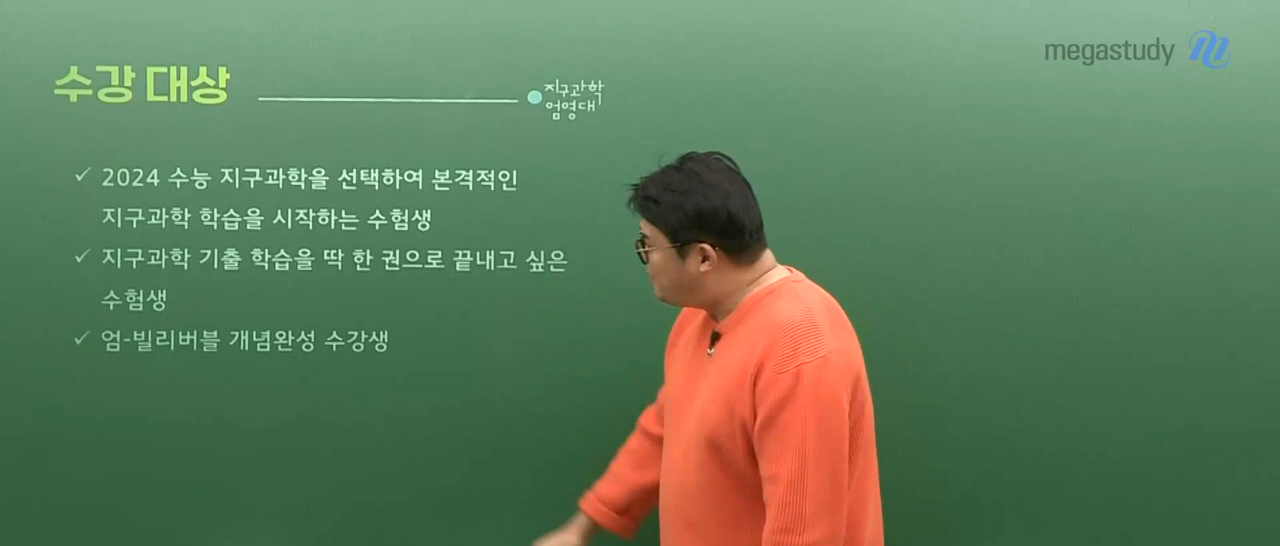 megastudy
수강 대상
지구과학
엄영대
✓ 2024 수능 지구과학을 선택하여 본격적인
지구과학 학습을 시작하는 수험생
✓ 지구과학 기출 학습을 딱 한 권으로 끝내고 싶은
수험생
✓ 엄-빌리버블 개념완성 수강생